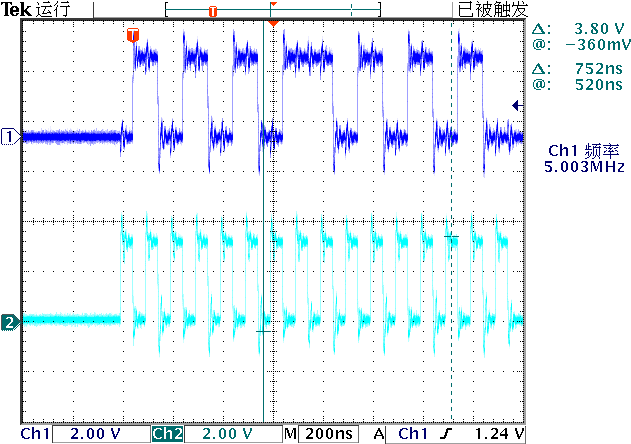 Tek 运行 已被触发
T
T
Δ: 3.80 V
@: −360mV
Δ: 752ns
@: 520ns
1
Ch1 频率
5.003MHz
2
Ch1 2.00 V Ch2 2.00 V M 200ns A Ch1 1.24 V